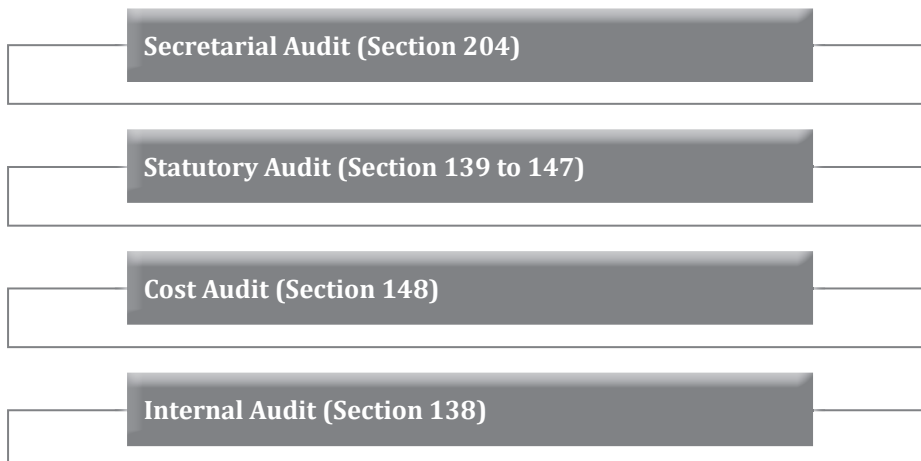 Secretarial Audit (Section 204)
Statutory Audit (Section 139 to 147)
Cost Audit (Section 148)
Internal Audit (Section 138)